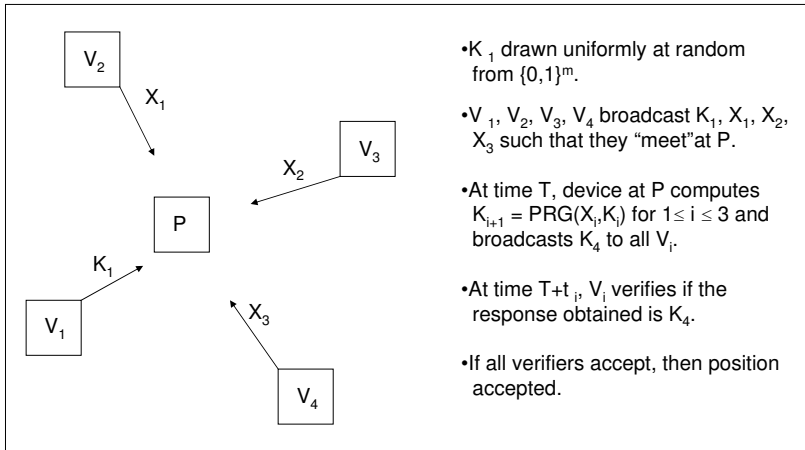 V2
X1
V3
X2
P
K1
V1
X3
V4
•K 1 drawn uniformly at random
from {0,1}m.
•V 1, V2, V3, V4 broadcast K1, X1, X2,
X3 such that they “meet”at P.
•At time T, device at P computes
Ki+1 = PRG(Xi,Ki) for 1≤ i ≤ 3 and
broadcasts K4 to all Vi.
•At time T+t i, Vi verifies if the
response obtained is K4.
•If all verifiers accept, then position
accepted.